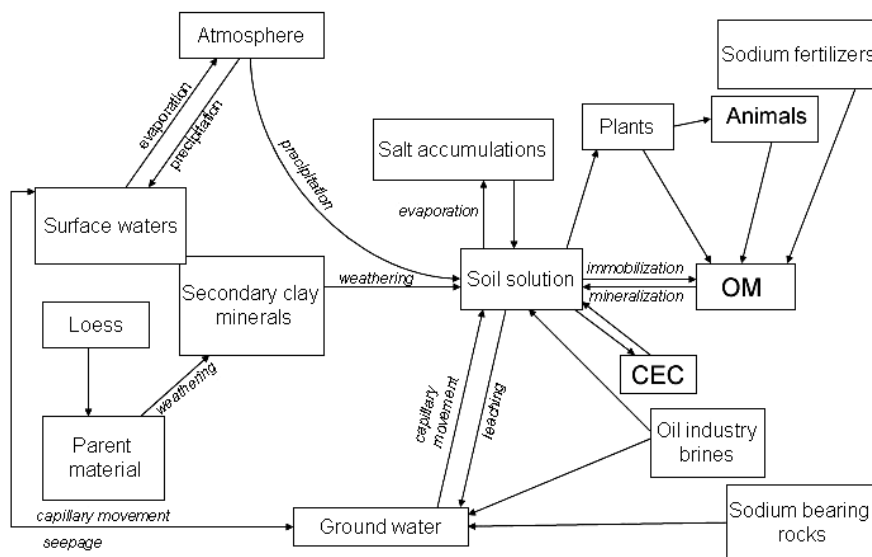 Atmosphere
Sodium fertilizers
evaporation
precipitation
precipitation
Salt accumulations
Plants
Animals
evaporation
Surface waters
Secondary clay
minerals
weathering
Soil solution
immobilization
mineralization
OM
Loess
weathering
CEC
Parent
material
capillary
movement
leaching
Oil industry
brines
capillary movement
seepage
Ground water
Sodium bearing
rocks